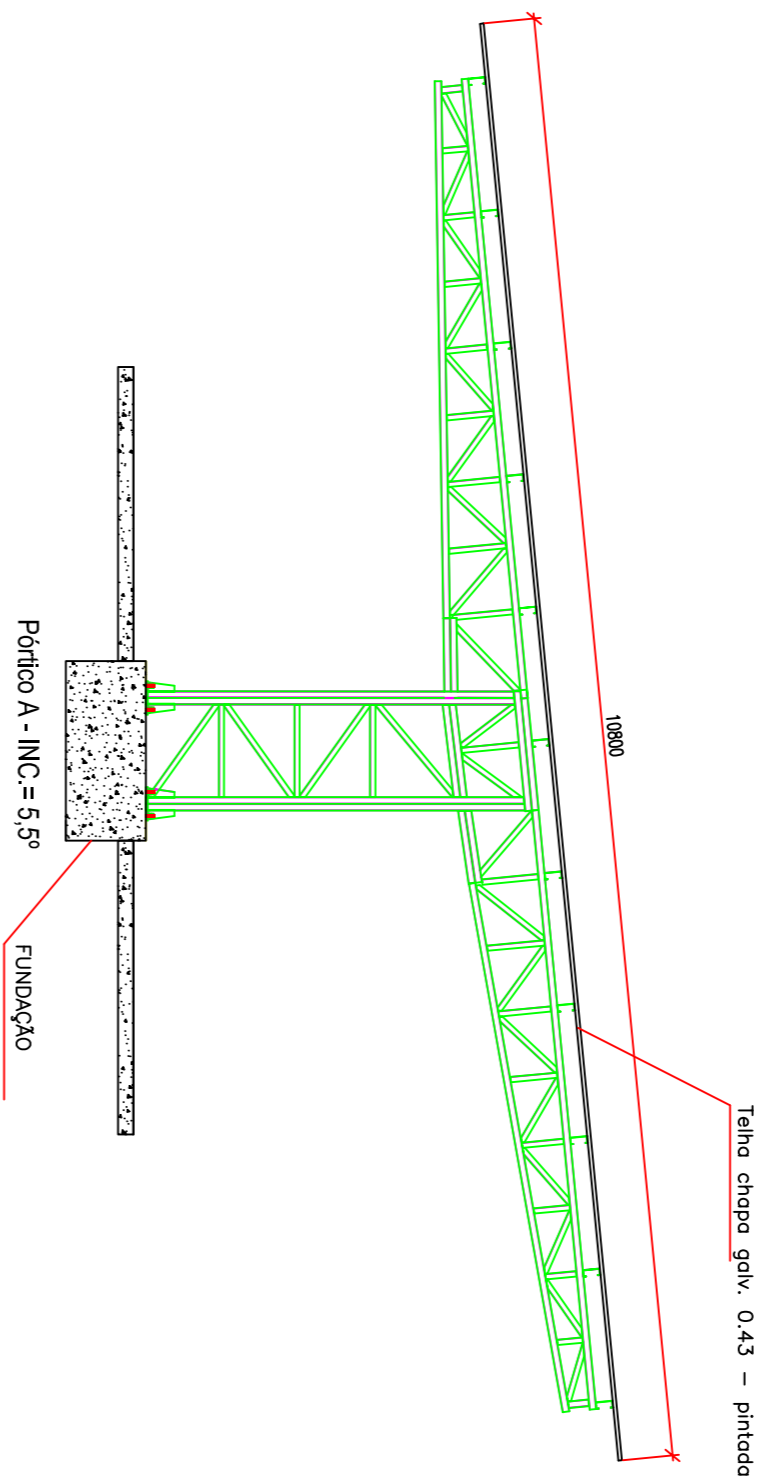 10800
Telha chapa galv. 0.43 – pintada
Pórtico A - INC.= 5,5º
FUNDAÇÃO